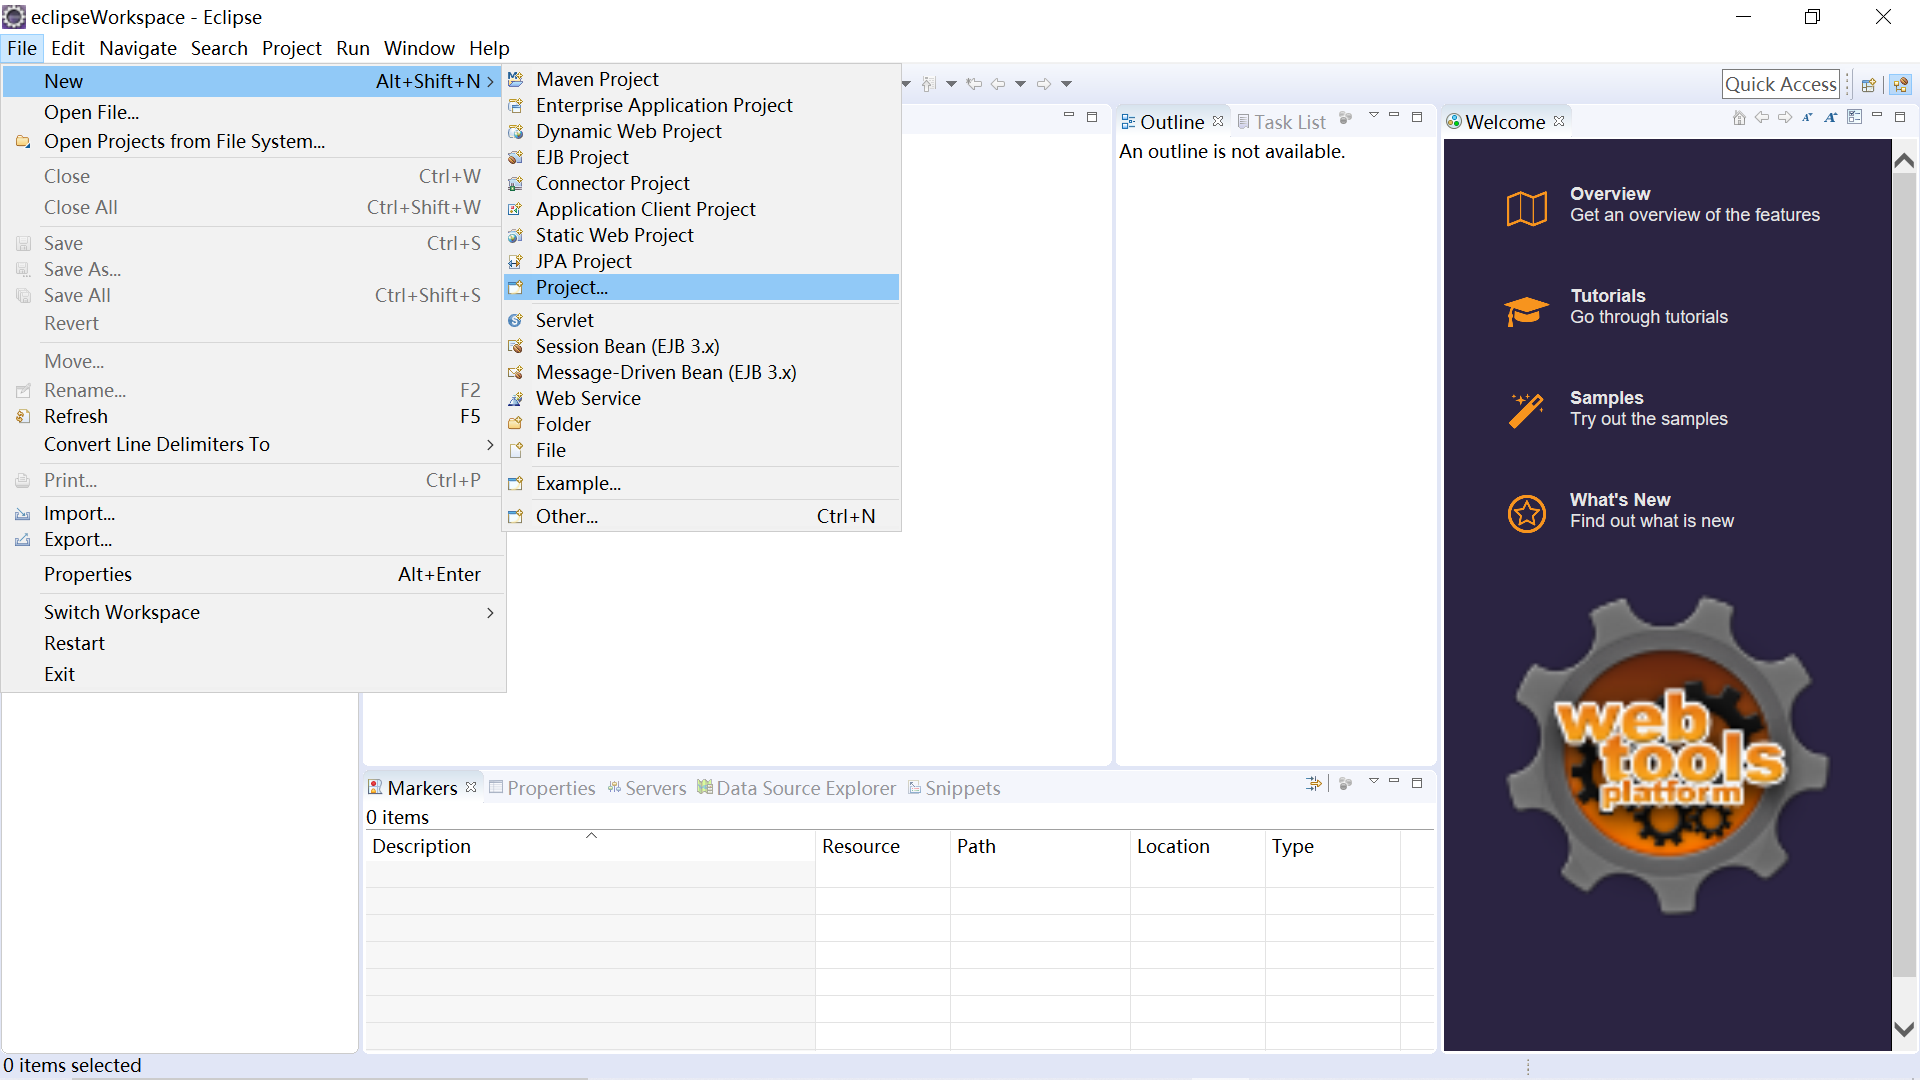 eclipseWorkspace - Eclipse
File Edit Navigate Search Project Run Window Help
New Alt+Shift+N
Open File...
Open Projects from File System...
Close Ctrl+W
Close All Ctrl+Shift+W
Save Ctrl+S
Save As...
Save All Ctrl+Shift+S
Revert
Move...
Rename... F2
Refresh F5
Convert Line Delimiters To
Print... Ctrl+P
Import...
Export...
Properties Alt+Enter
Switch Workspace
Restart
Exit
Maven Project
Enterprise Application Project
Dynamic Web Project
EJB Project
Connector Project
Application Client Project
Static Web Project
JPA Project
Project...
Servlet
Session Bean (EJB 3.x)
Message-Driven Bean (EJB 3.x)
Web Service
Folder
File
Example...
Other... Ctrl+N
Quick Access
Outline Task List
An outline is not available.
Welcome
Overview
Get an overview of the features
Tutorials
Go through tutorials
Samples
Try out the samples
What's New
Find out what is new
web
tools
platform
Markers Properties Servers Data Source Explorer Snippets
0 items
Description Resource Path Location Type
0 items selected